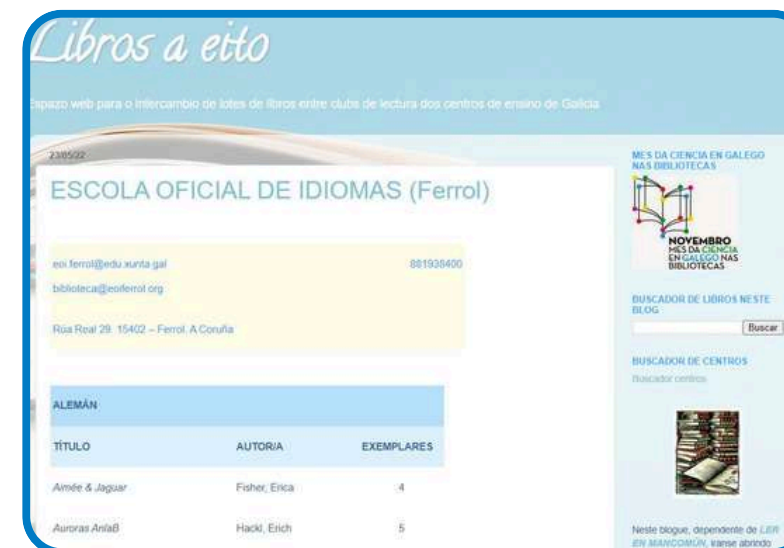 Libros a eito
Espazo web para o intercambio de lotes de libros entre clubs de lectura dos centros de ensino de Galicia
23/05/22
ESCOLA OFICIAL DE IDIOMAS (Ferrol)
eoi.ferrol@edu.xunta.gal 881938400
biblioteca@eoiferrol.org
Rúa Real 29. 15402 – Ferrol. A Coruña
ALEMÁN
TÍTULO AUTOR/A EXEMPLARES
Aimée & Jaguar Fisher, Erica 4
Auroras AnlaB Hackl, Erich 5
MES DA CIENCIA EN GALEGO
NAS BIBLIOTECAS
NOVEMBRO
MES DA CIENCIA
EN GALEGO NAS
BIBLIOTECAS
BUSCADOR DE LIBROS NESTE
BLOG
Buscar
BUSCADOR DE CENTROS
Buscador centros
Neste blogue, dependente de LER
EN MANCOMÚN, vanse abrindo